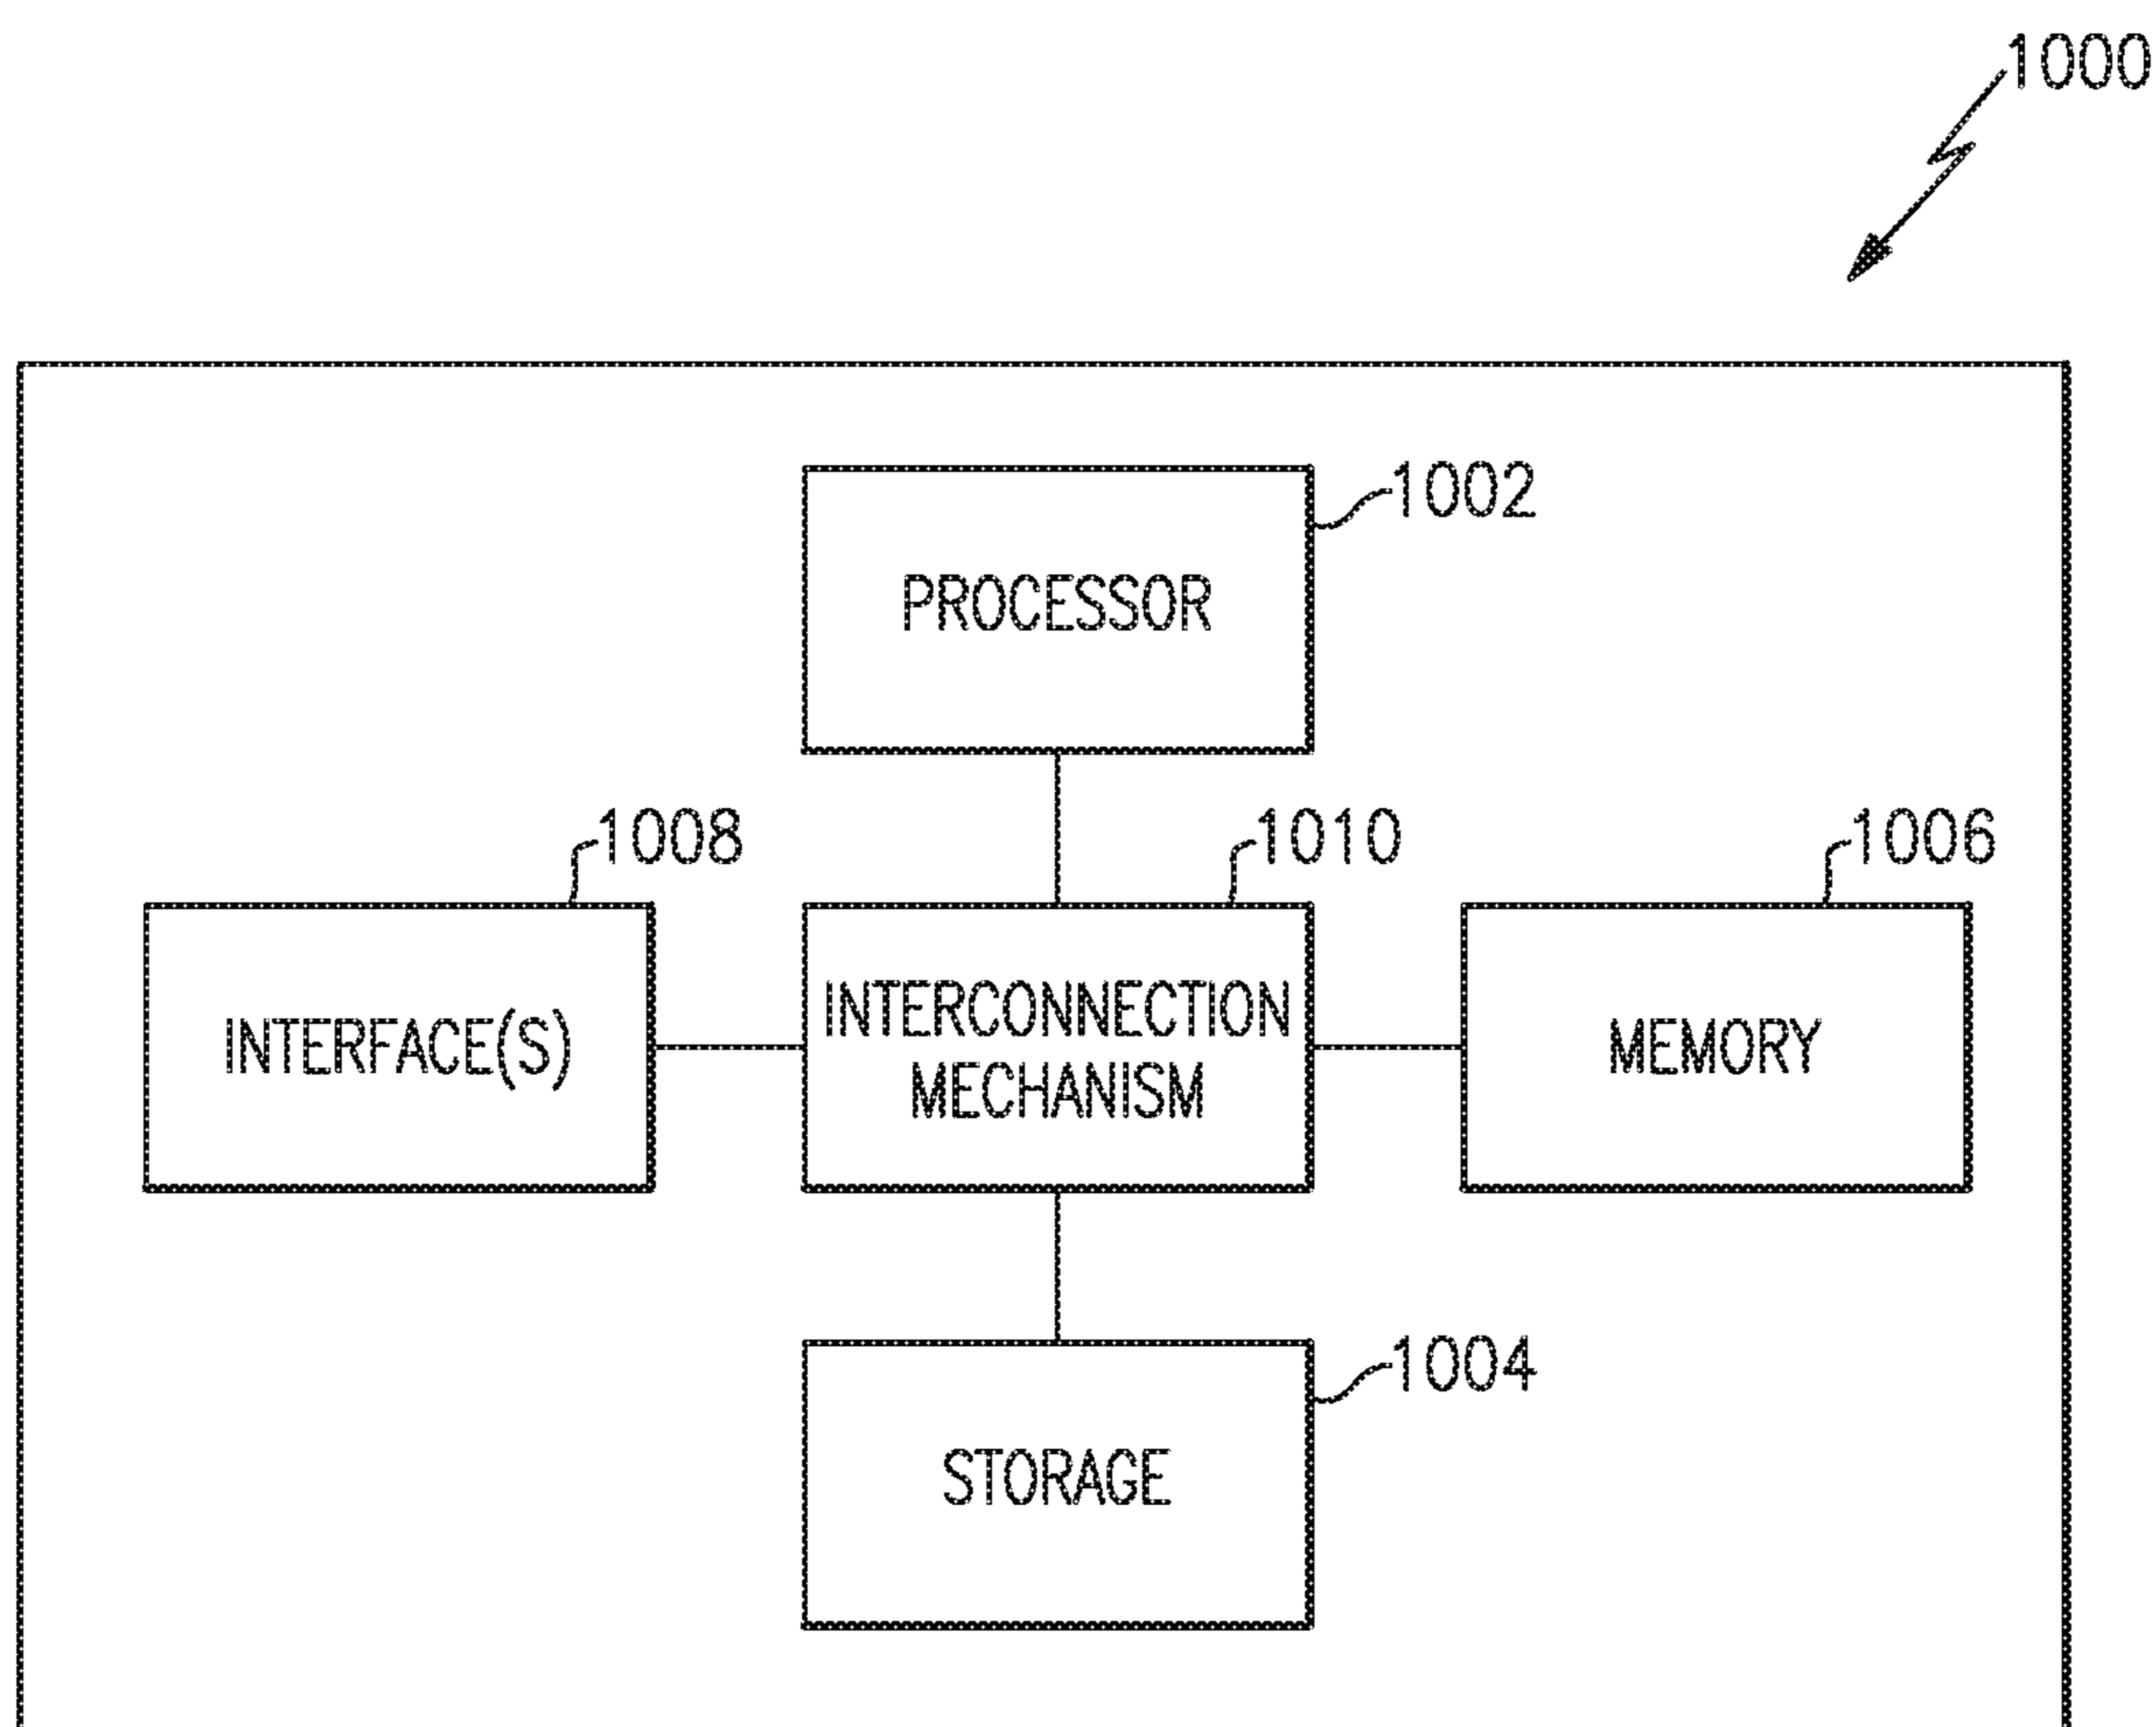 1000
1002
PROCESSOR
1008
1010
1006
INTERFACE(S)
INTERCONNECTION
MECHANISM
MEMORY
1004
STORAGE